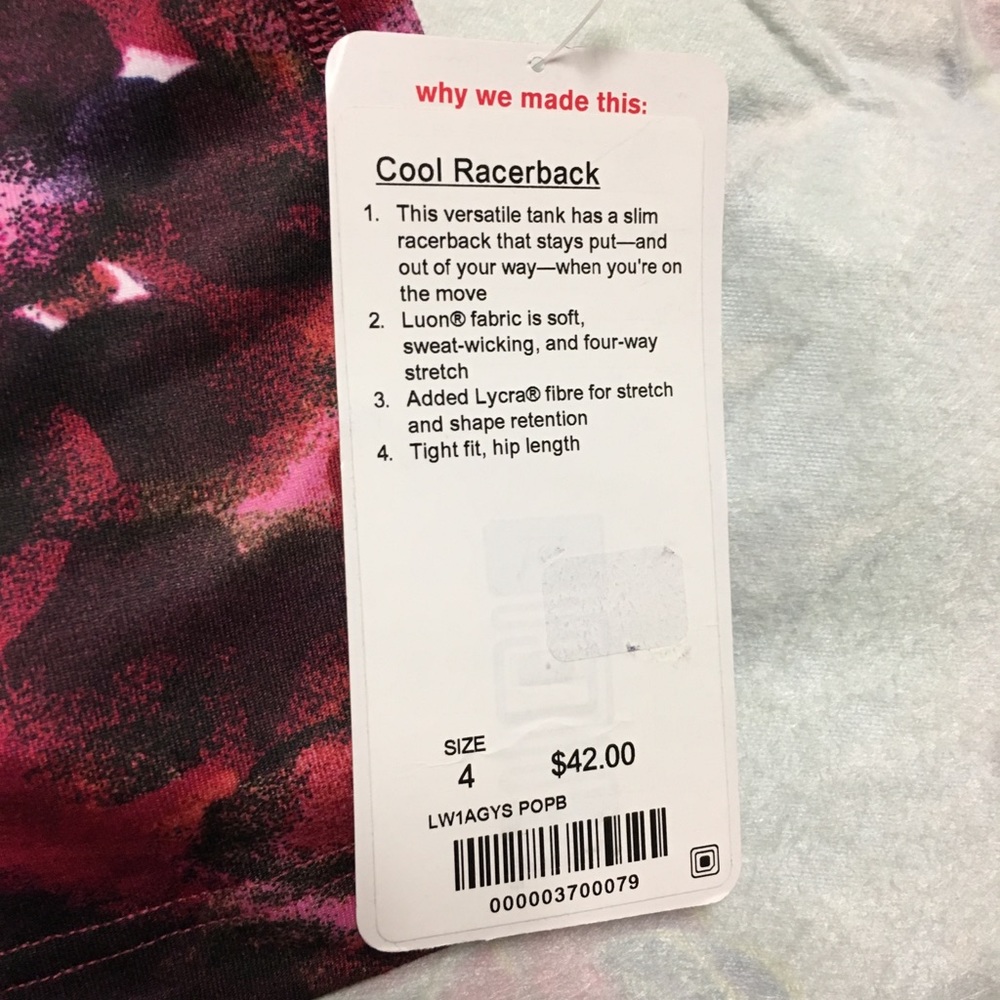 why we made this:
Cool Racerback
1. This versatile tank has a slim
racerback that stays put—and
out of your way—when you're on
the move
2. Luon® fabric is soft,
sweat-wicking, and four-way
stretch
3. Added Lycra® fibre for stretch
and shape retention
4. Tight fit, hip length
SIZE
4 $42.00
LW1AGYS POPB
000003700079